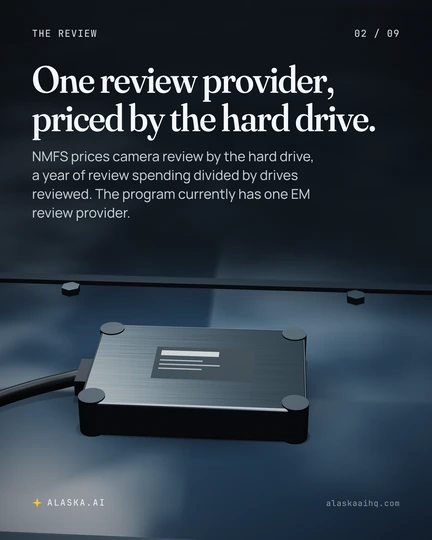 THE REVIEW
02 / 09
One review provider,
priced by the hard drive.
NMFS prices camera review by the hard drive,
a year of review spending divided by drives
reviewed. The program currently has one EM
review provider.
ALASKA.AI
alaskaaihq.com